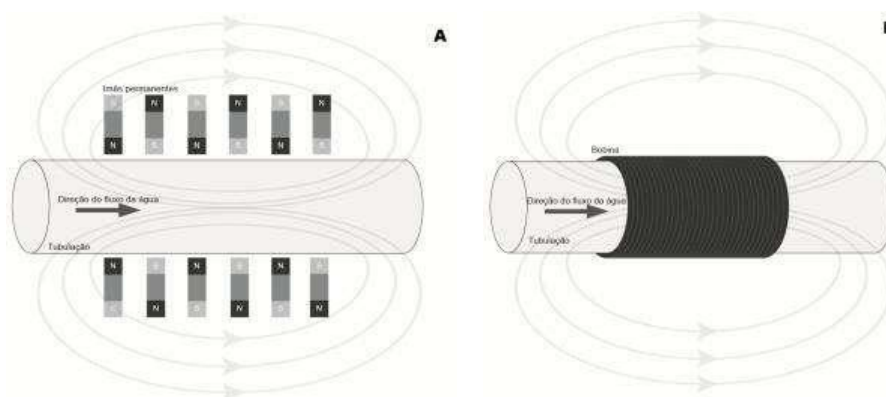 A
Imãs permanentes
S N S N S N
N S N S N S
Direção do fluxo da água
Tubulação
N S N S N S
S N S N S N
Bobina
Direção do fluxo da água
Tubulação